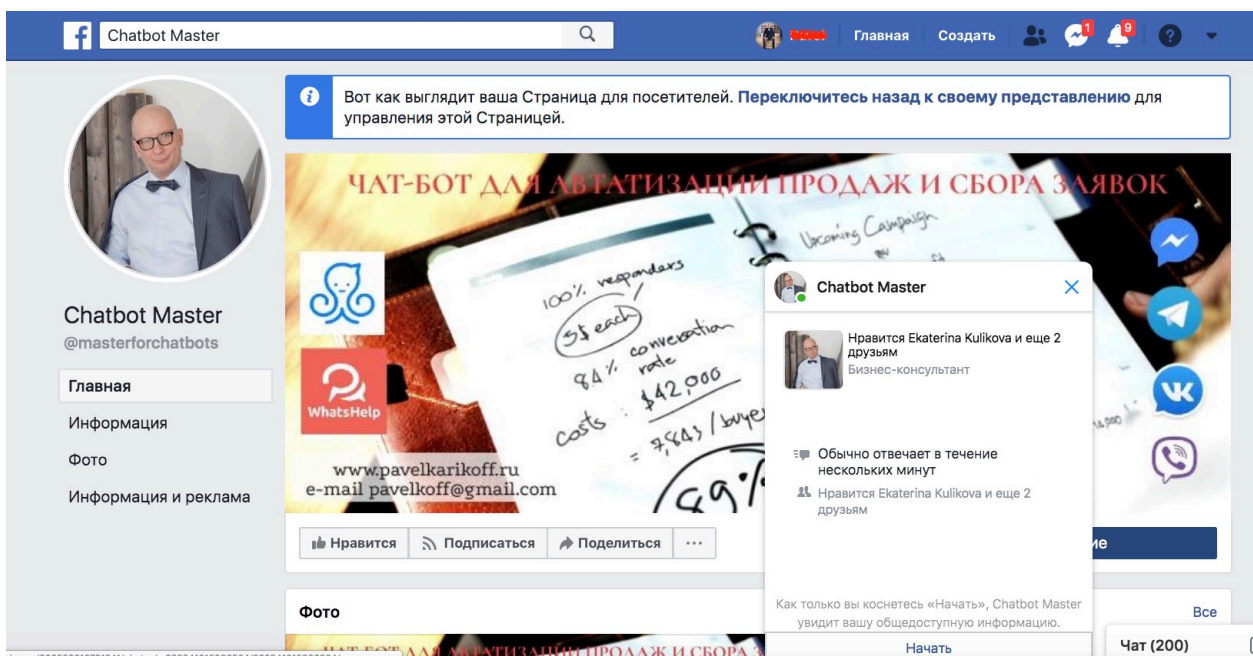 Chatbot Master
Главная
Создать
1
9
Вот как выглядит ваша Страница для посетителей. Переключитесь назад к своему представлению для
управления этой Страницей.
ЧАТ-БОТ ДЛЯ АВТАТИЗАЦИИ ПРОДАЖ И СБОРА ЗАЯВОК
Upcoming Campaign
100% responders
5$ each
conversation
rate
$42,000
costs :
89%
WhatsHelp
VK
www.pavelkarikoff.ru
e-mail pavelkoff@gmail.com
Chatbot Master
@masterforchatbots
Главная
Информация
Фото
Информация и реклама
Chatbot Master
Нравится Ekaterina Kulikova и еще 2
друзьям
Бизнес-консультант
Обычно отвечает в течение
нескольких минут
Нравится Ekaterina Kulikova и еще 2
друзьям
Как только вы коснетесь «Начать», Chatbot Master
увидит вашу общедоступную информацию.
Начать
Нравится
Подписаться
Поделиться
Фото
Все
Чат (200)